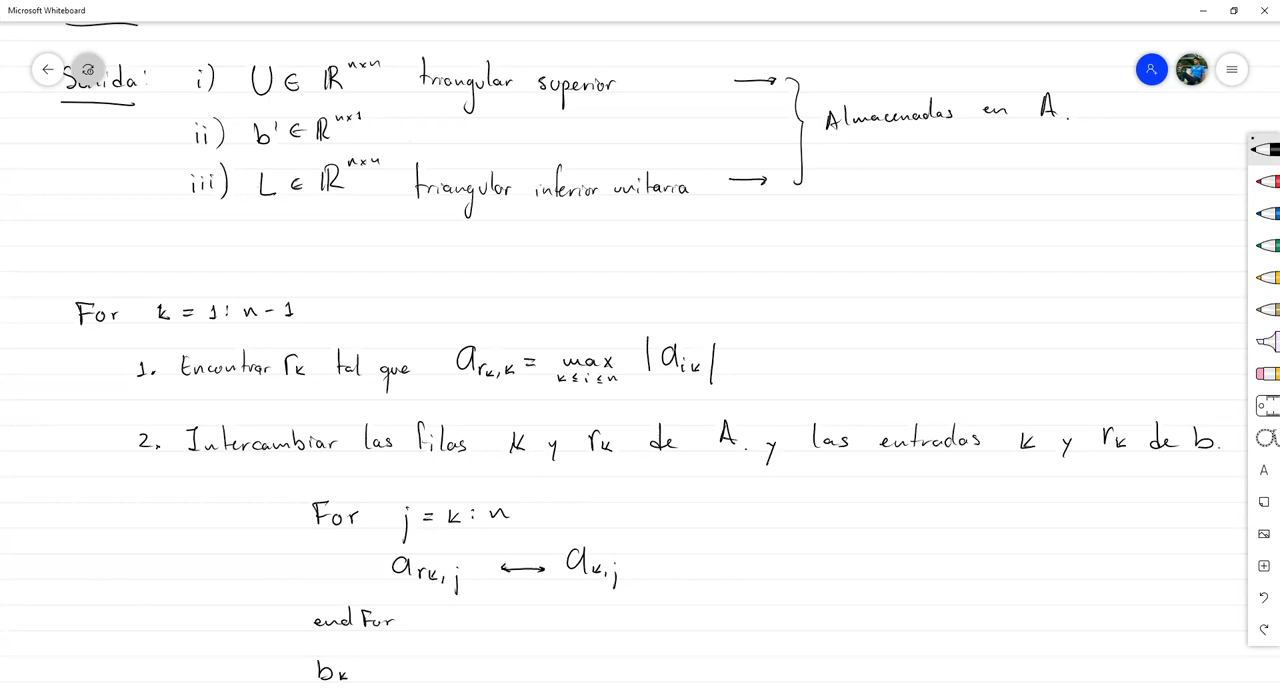 Microsoft Whiteboard
Salida: i) U ∈ ℝ^{n×n} triangular superior →
ii) b' ∈ ℝ^{n×1}
iii) L ∈ ℝ^{n×n} triangular inferior unitaria →
} Almacenadas en A.
For k = 1 : n - 1
1. Encontrar r_k tal que a_{r_k,k} = max_{k≤i≤n} |a_{ik}|
2. Intercambiar las filas k y r_k de A. y las entradas k y r_k de b.
For j = k : n
a_{r_k,j} ↔ a_{k,j}
end For
b_k
A